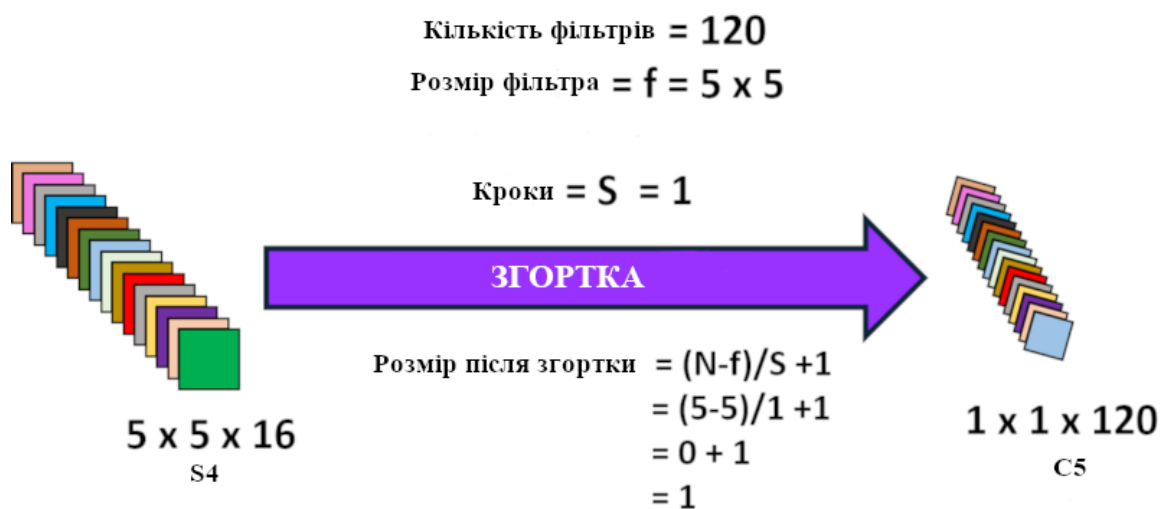 Кількість фільтрів = 120
Розмір фільтра = f = 5 x 5
Кроки = S = 1
ЗГОРТКА
Розмір після згортки = (N-f)/S +1
= (5-5)/1 +1
= 0 + 1
= 1
5 x 5 x 16
S4
1 x 1 x 120
C5